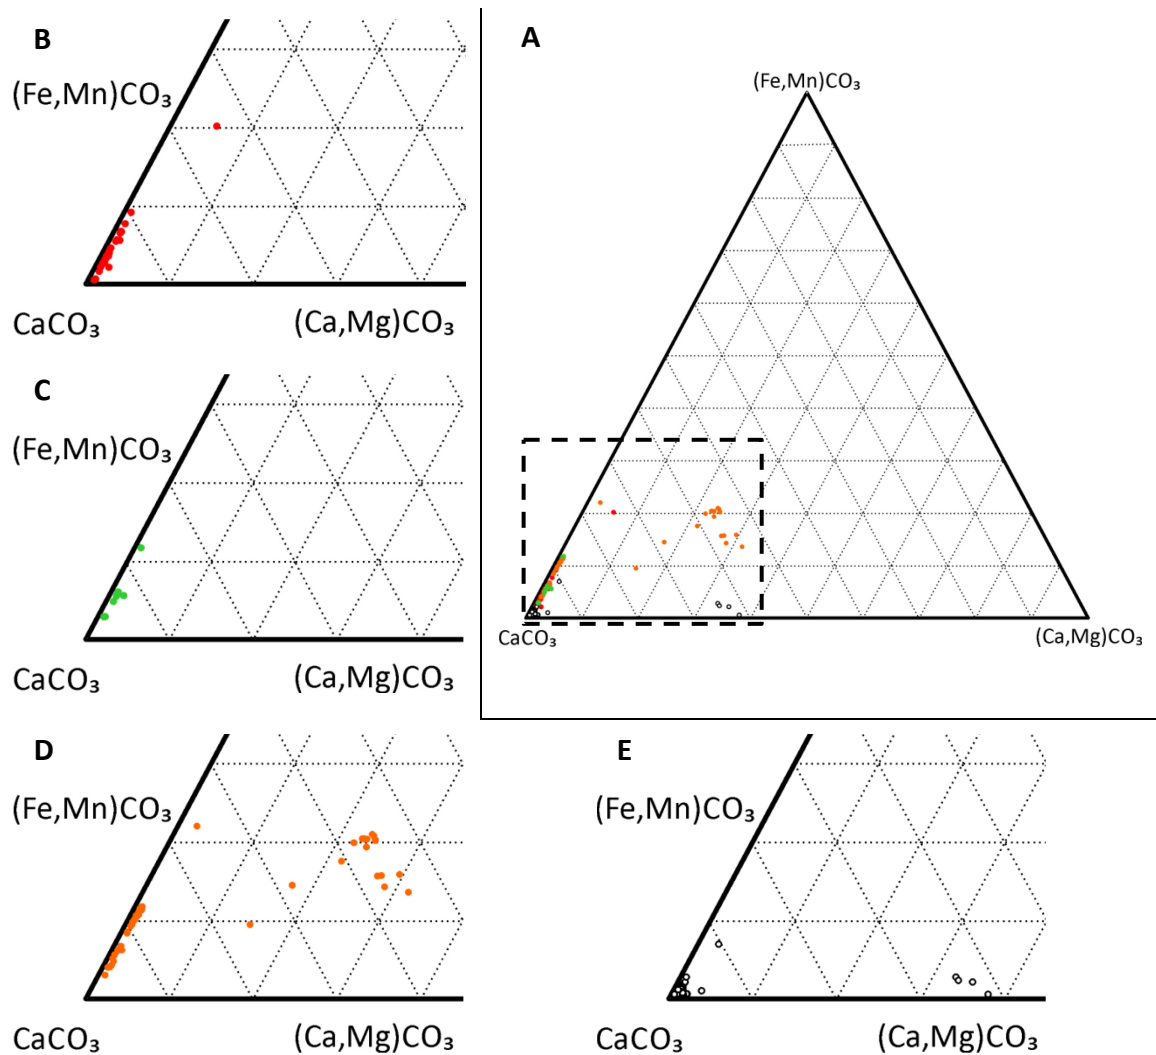 B
(Fe,Mn)CO₃
CaCO₃ (Ca,Mg)CO₃
A
(Fe,Mn)CO₃
CaCO₃ (Ca,Mg)CO₃
C
(Fe,Mn)CO₃
CaCO₃ (Ca,Mg)CO₃
D
(Fe,Mn)CO₃
CaCO₃ (Ca,Mg)CO₃
E
(Fe,Mn)CO₃
CaCO₃ (Ca,Mg)CO₃